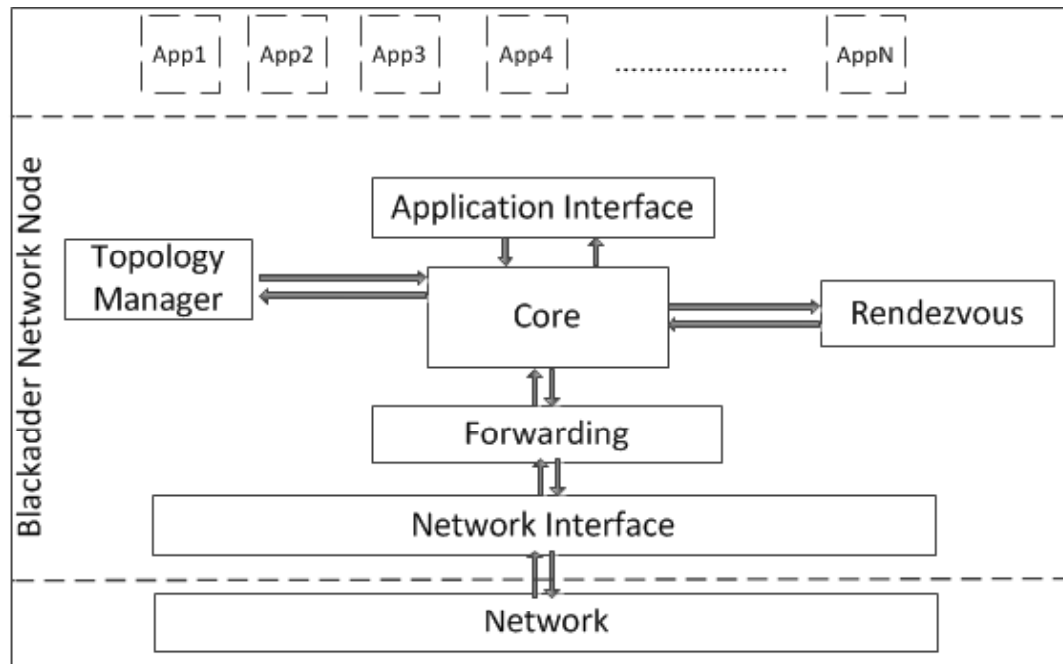 App1 App2 App3 App4 ........................ AppN
Blackadder Network Node
Application Interface
Topology
Manager
Core
Rendezvous
Forwarding
Network Interface
Network